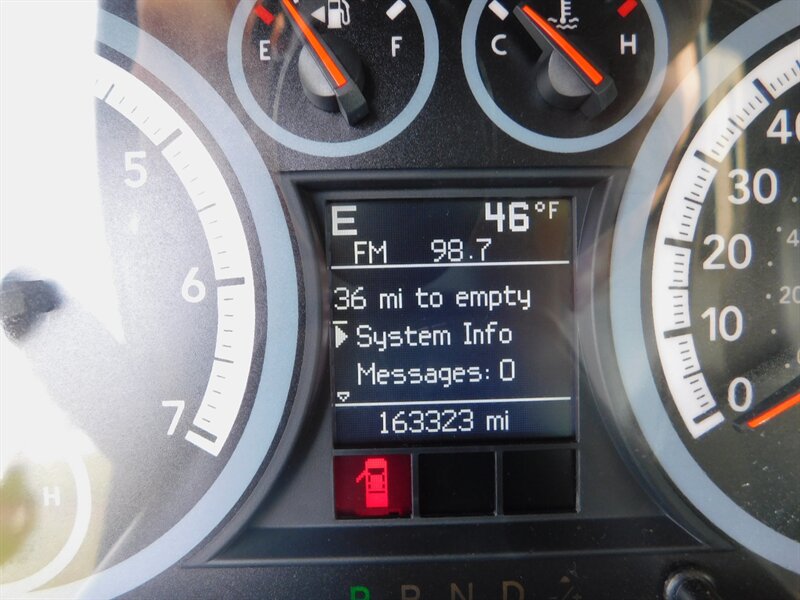 E F
C H
5
6
7
H
E 46°F
FM 98.7
36 mi to empty
System Info
Messages: 0
163323 mi
40
30
20
10
0
P R N D